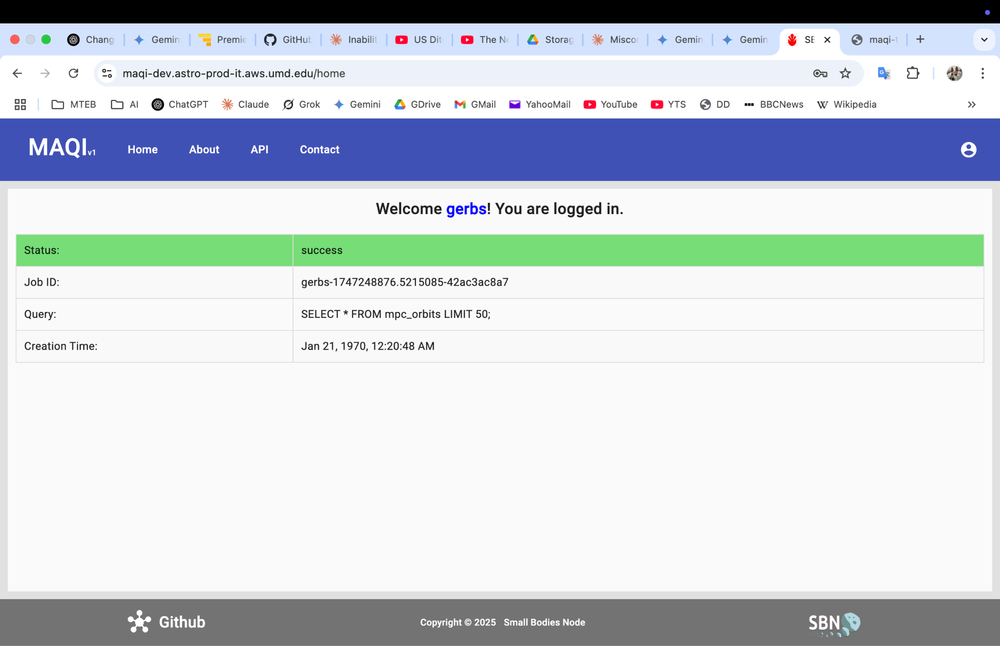 Chang Gemin Premie GitHub Inabilit US Dit The Ne Storag Miscon Gemin Gemin SE maqi-t
maqi-dev.astro-prod-it.aws.umd.edu/home
MTEB AI ChatGPT Claude Grok Gemini GDrive GMail YahooMail YouTube YTS DD BBCNews Wikipedia
MAQI v1 Home About API Contact
Welcome gerbs! You are logged in.
Status: success
Job ID: gerbs-1747248876.5215085-42ac3ac8a7
Query: SELECT * FROM mpc_orbits LIMIT 50;
Creation Time: Jan 21, 1970, 12:20:48 AM
Github Copyright © 2025 Small Bodies Node SBN